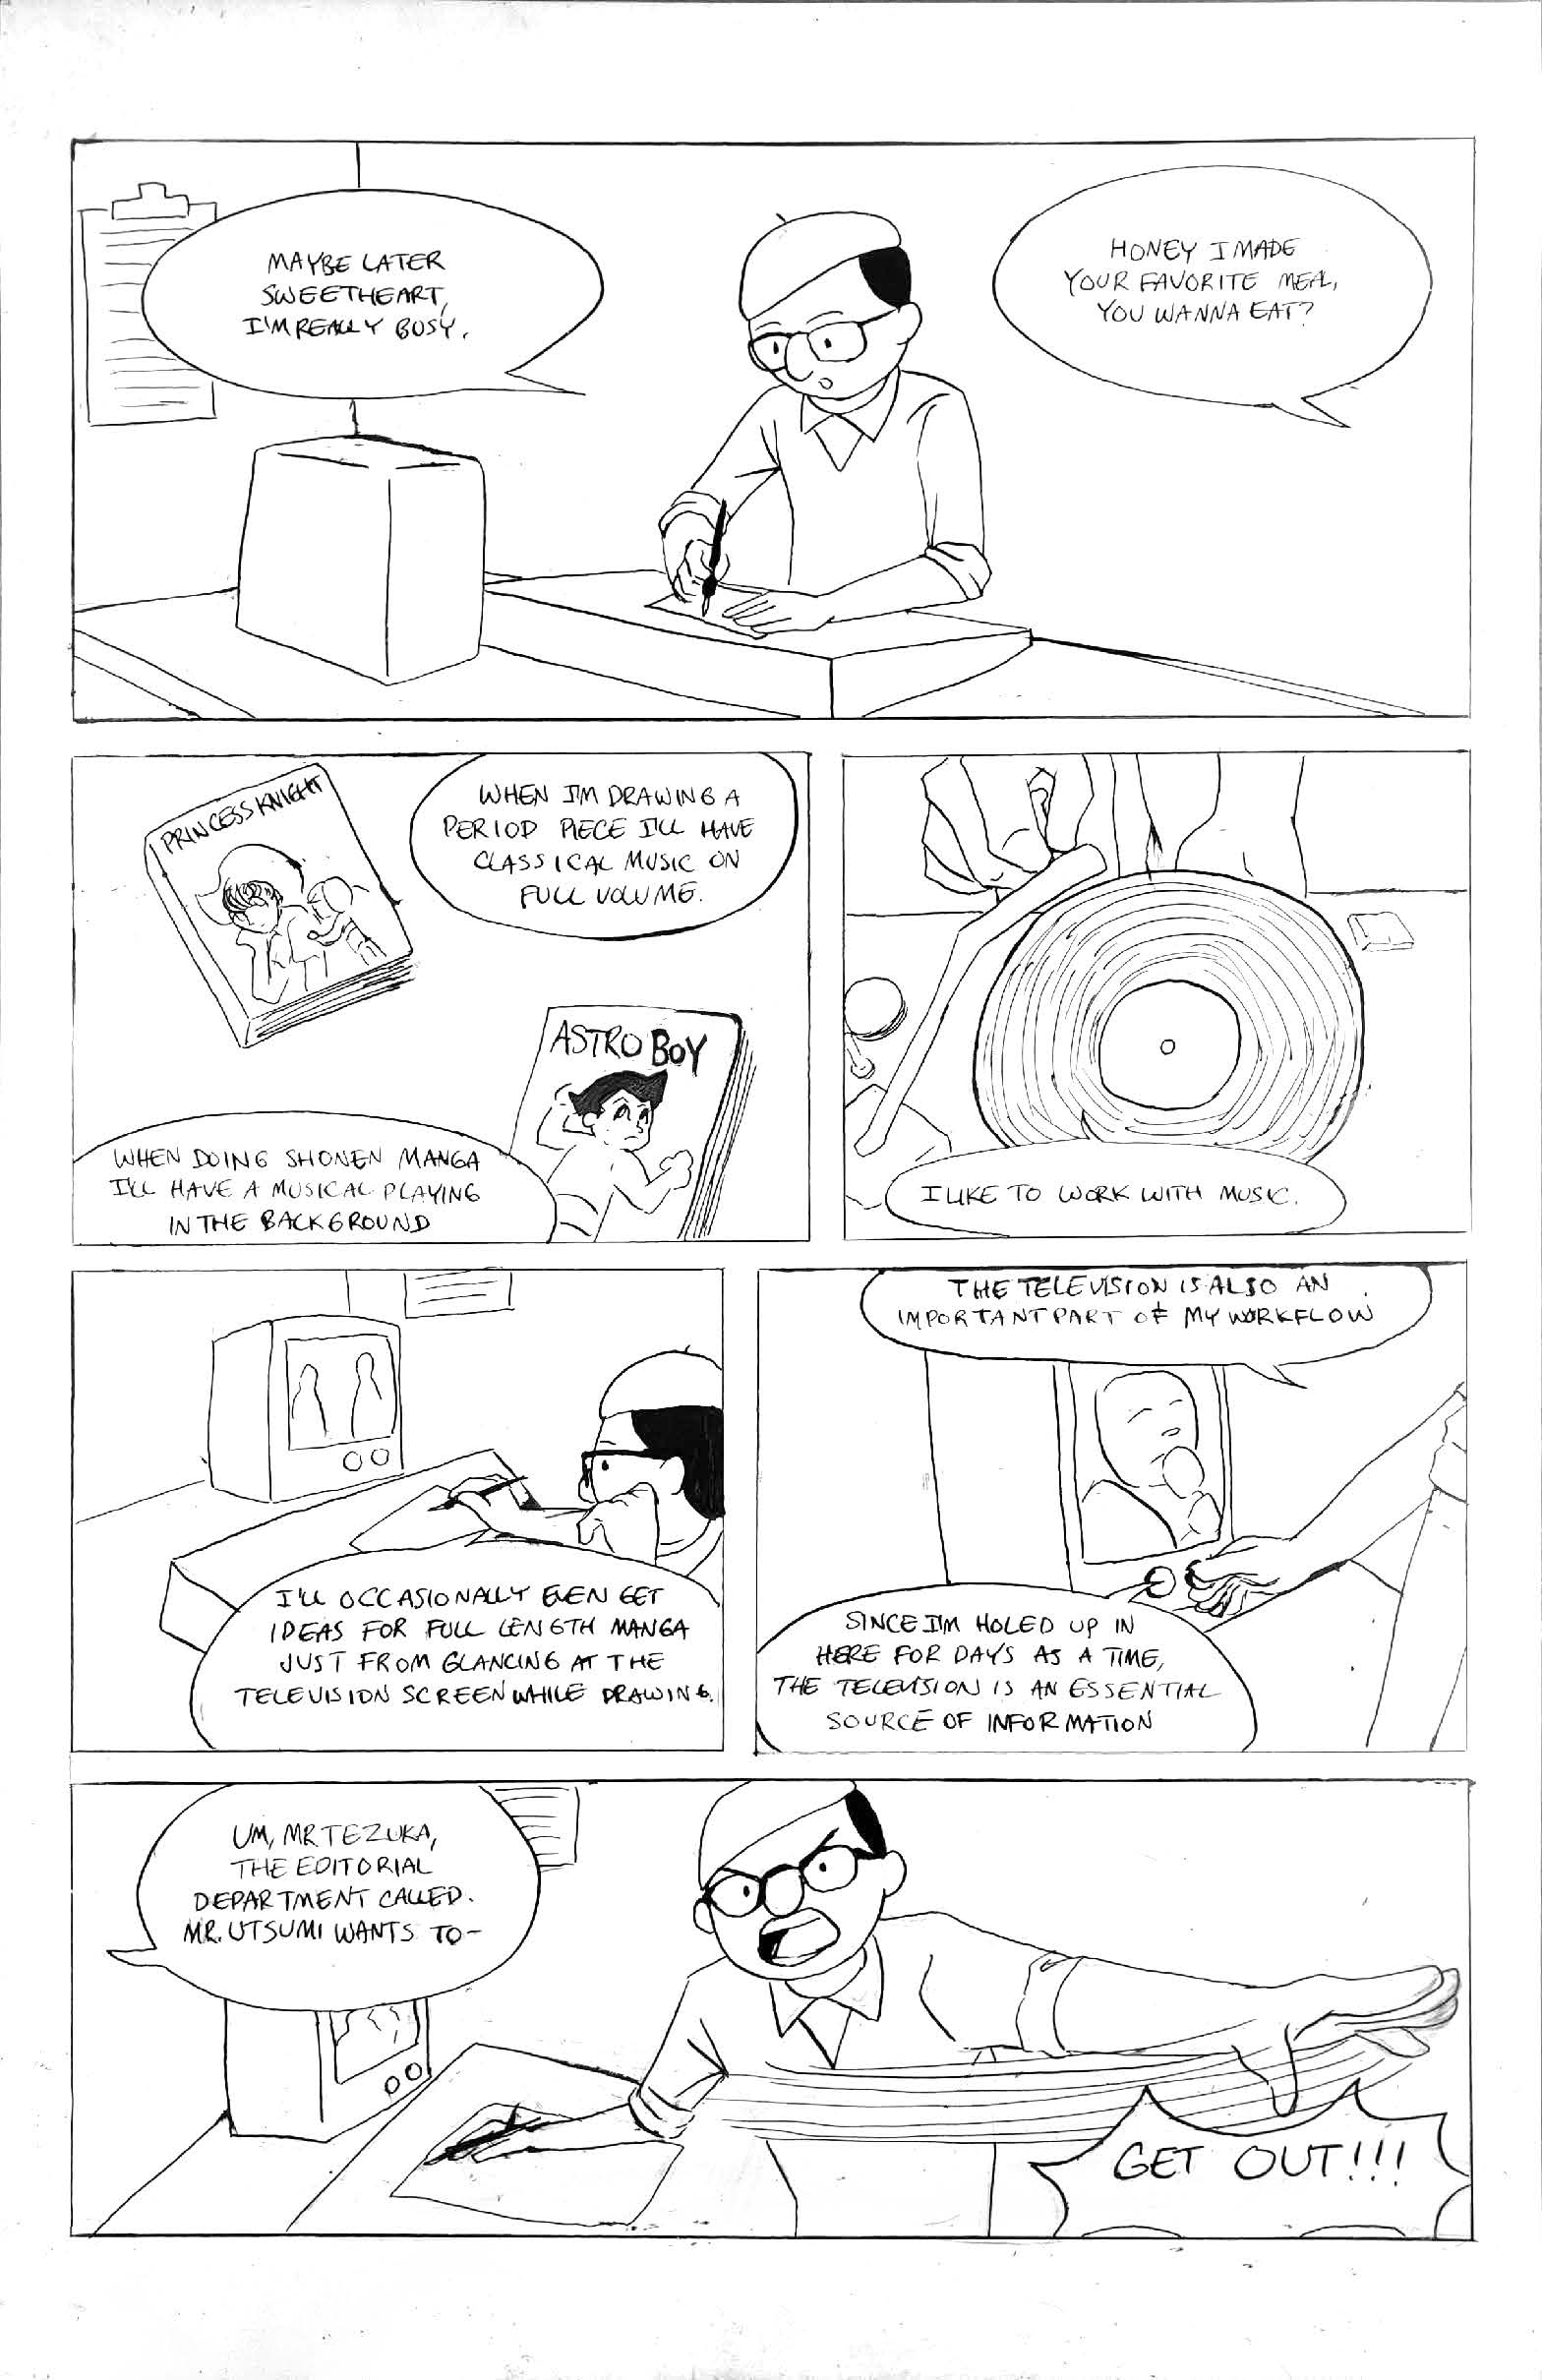 HONEY I MADE
YOUR FAVORITE MEAL,
YOU WANNA EAT?
MAYBE LATER
SWEETHEART,
I'M REALLY BUSY.
I LIKE TO WORK WITH MUSIC.
WHEN I'M DRAWING A
PERIOD PIECE I'LL HAVE
CLASSICAL MUSIC ON
FULL VOLUME.
PRINCESS KNIGHT
ASTRO BOY
WHEN DOING SHONEN MANGA
I'LL HAVE A MUSICAL PLAYING
IN THE BACKGROUND
THE TELEVISION IS ALSO AN
IMPORTANT PART OF MY WORKFLOW
SINCE I'M HOLED UP IN
HERE FOR DAYS AS A TIME,
THE TELEVISION IS AN ESSENTIAL
SOURCE OF INFORMATION
I'LL OCCASIONALLY EVEN GET
IDEAS FOR FULL LENGTH MANGA
JUST FROM GLANCING AT THE
TELEVISION SCREEN WHILE DRAWING.
UM, MR TEZUKA,
THE EDITORIAL
DEPARTMENT CALLED.
MR. UTSUMI WANTS TO-
GET OUT!!!